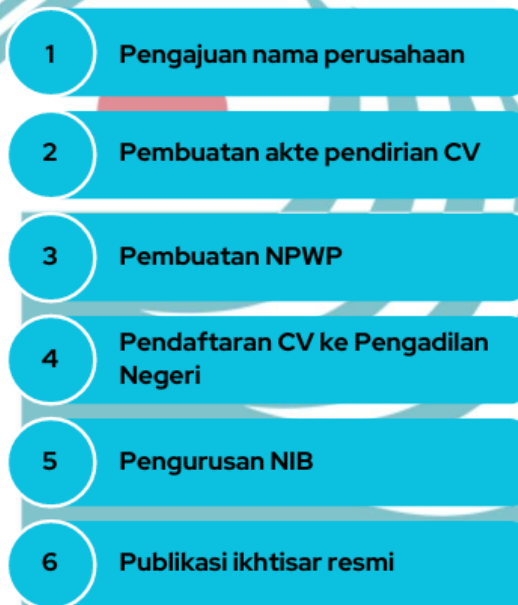 1
Pengajuan nama perusahaan
2
Pembuatan akte pendirian CV
3
Pembuatan NPWP
4
Pendaftaran CV ke Pengadilan
Negeri
5
Pengurusan NIB
6
Publikasi ikhtisar resmi